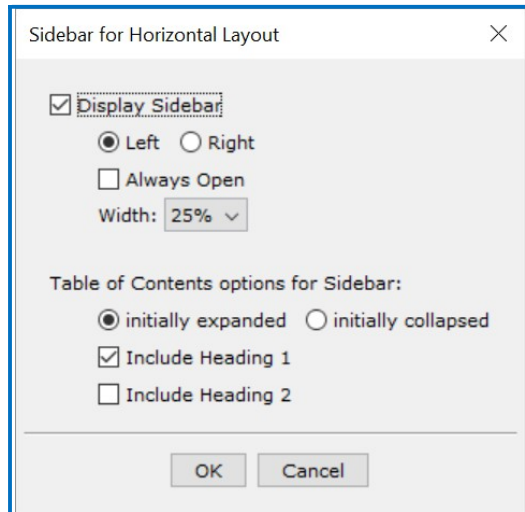 Sidebar for Horizontal Layout
Display Sidebar
Left Right
Always Open
Width: 25%
Table of Contents options for Sidebar:
initially expanded initially collapsed
Include Heading 1
Include Heading 2
OK Cancel